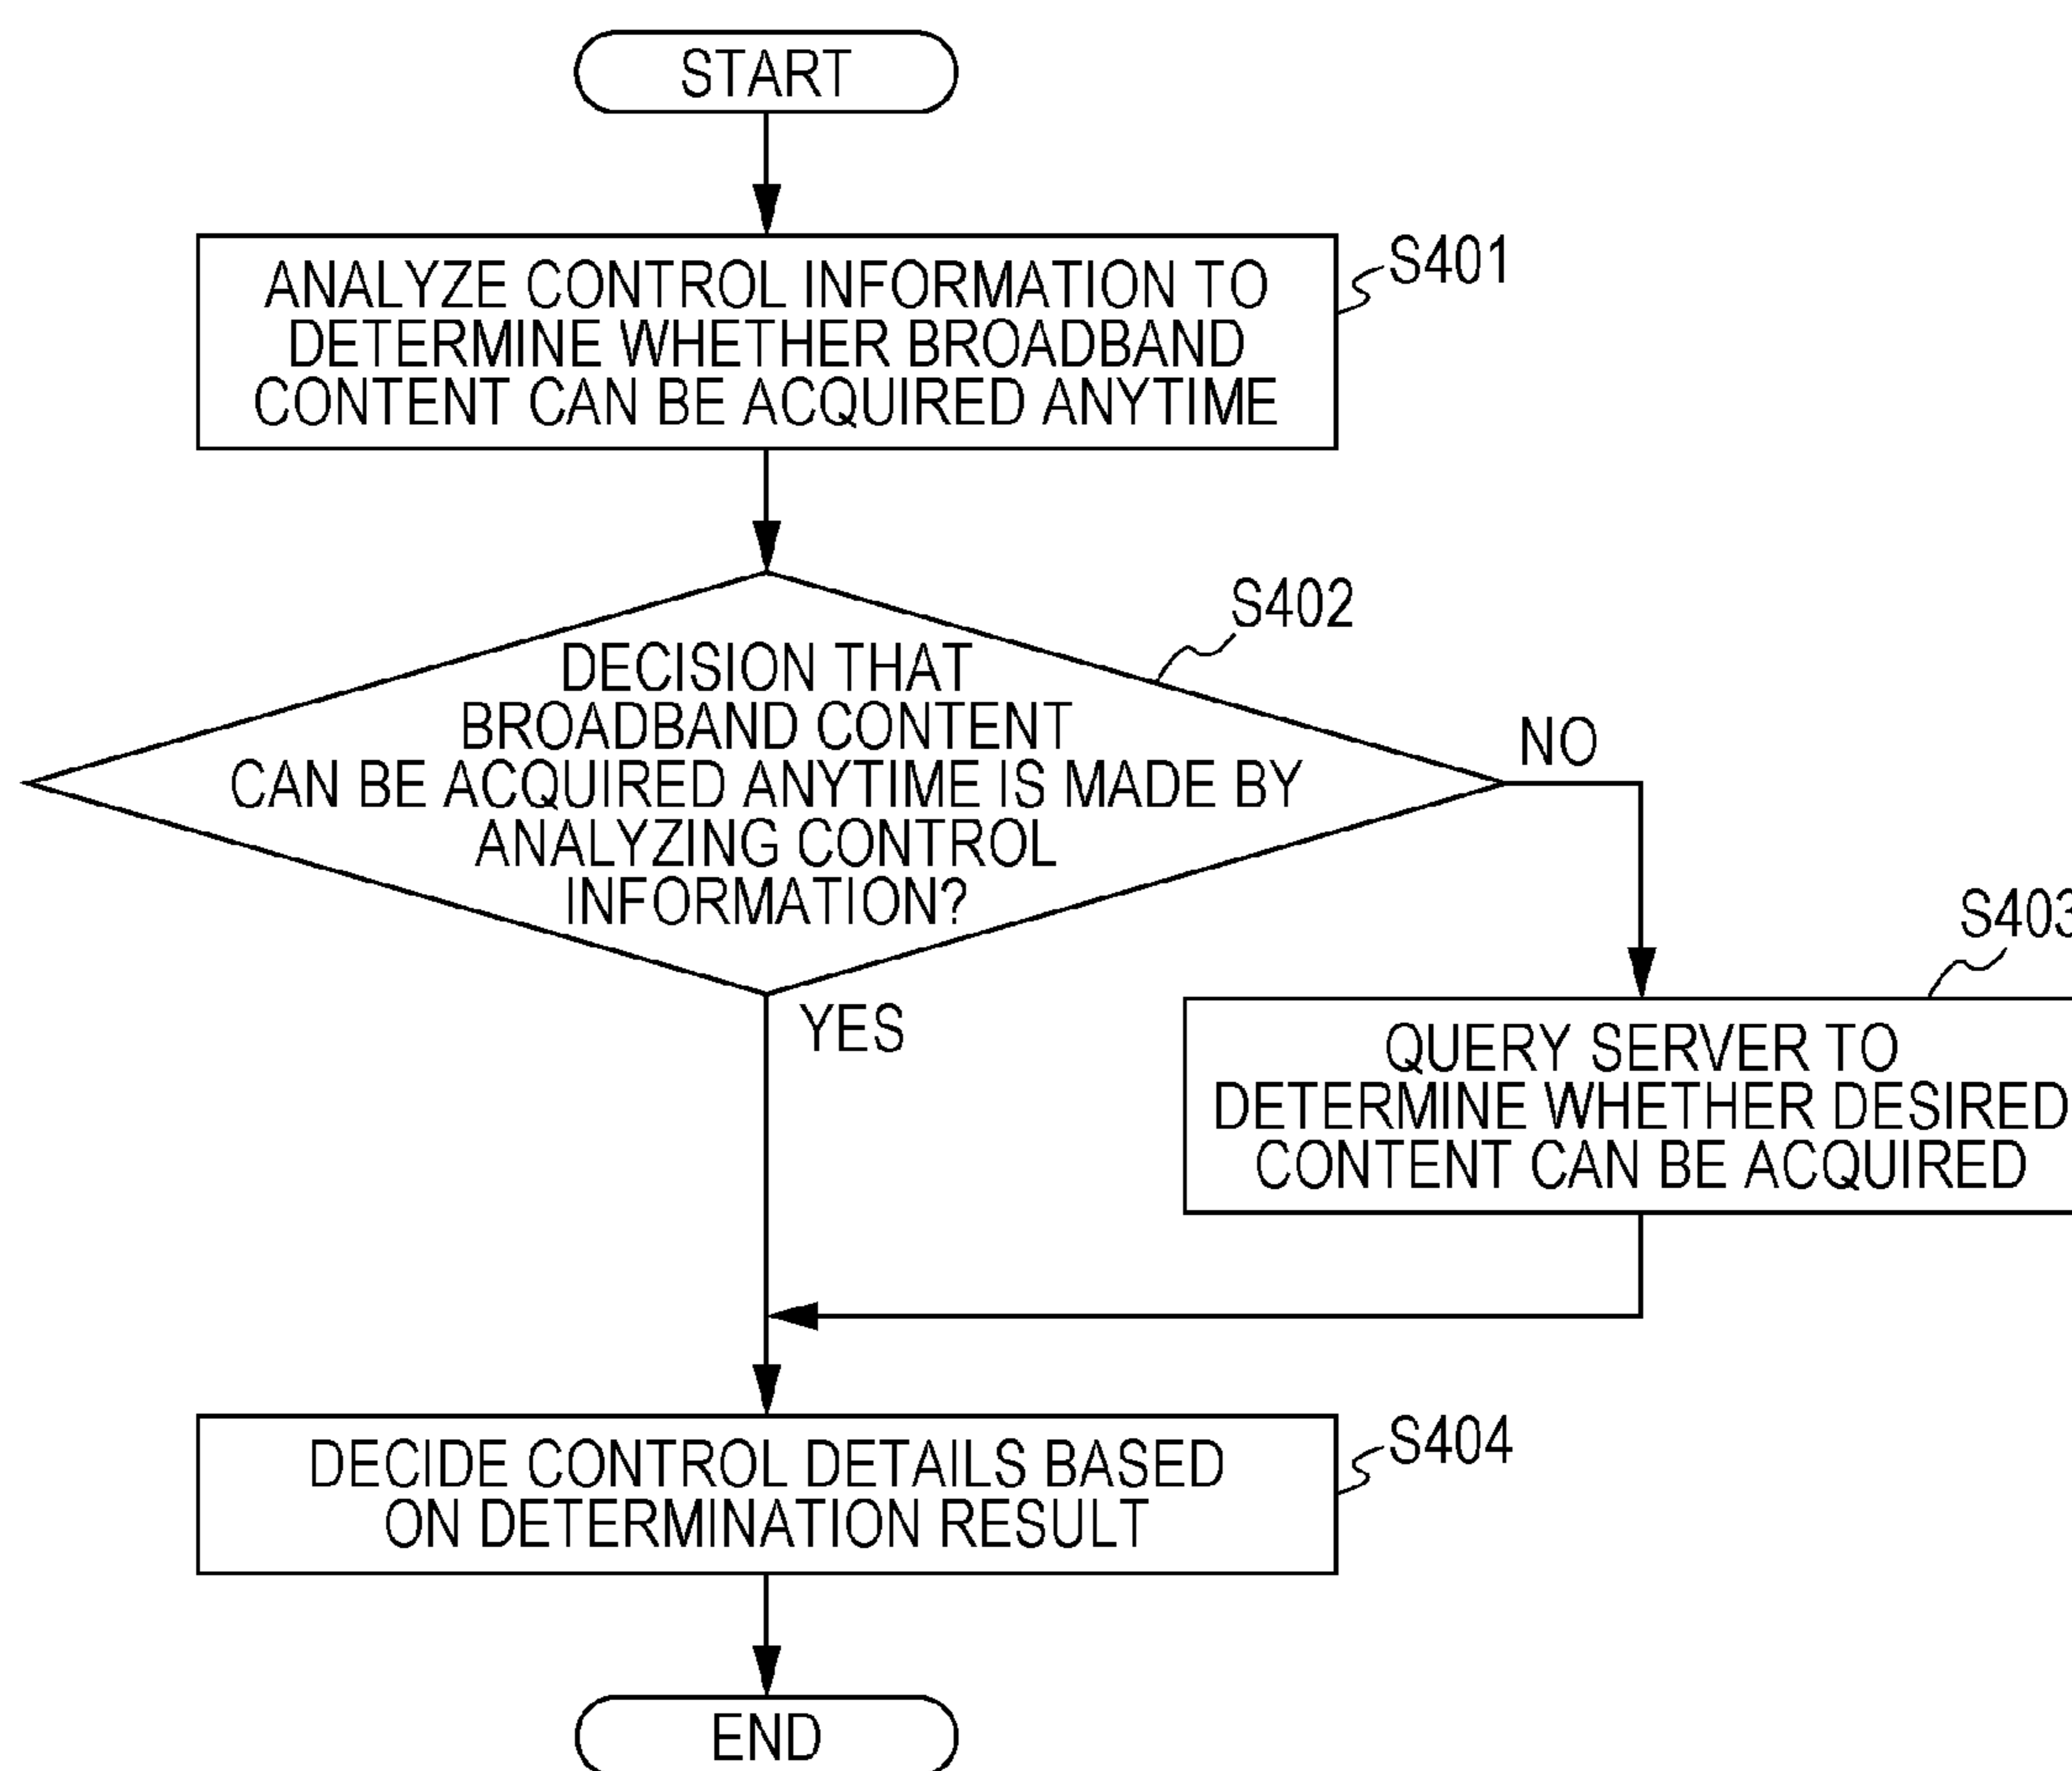 START
ANALYZE CONTROL INFORMATION TO
DETERMINE WHETHER BROADBAND
CONTENT CAN BE ACQUIRED ANYTIME
S401
DECISION THAT
BROADBAND CONTENT
CAN BE ACQUIRED ANYTIME IS MADE BY
ANALYZING CONTROL
INFORMATION?
S402
NO
YES
S403
QUERY SERVER TO
DETERMINE WHETHER DESIRED
CONTENT CAN BE ACQUIRED
DECIDE CONTROL DETAILS BASED
ON DETERMINATION RESULT
S404
END